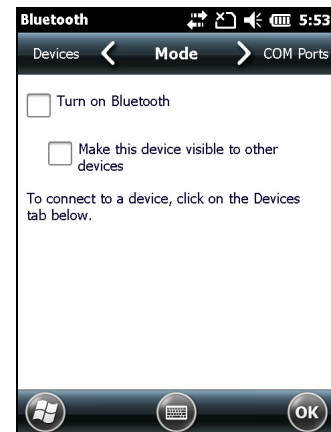 Bluetooth 5:53
Devices Mode COM Ports
Turn on Bluetooth
Make this device visible to other
devices
To connect to a device, click on the Devices
tab below.
OK